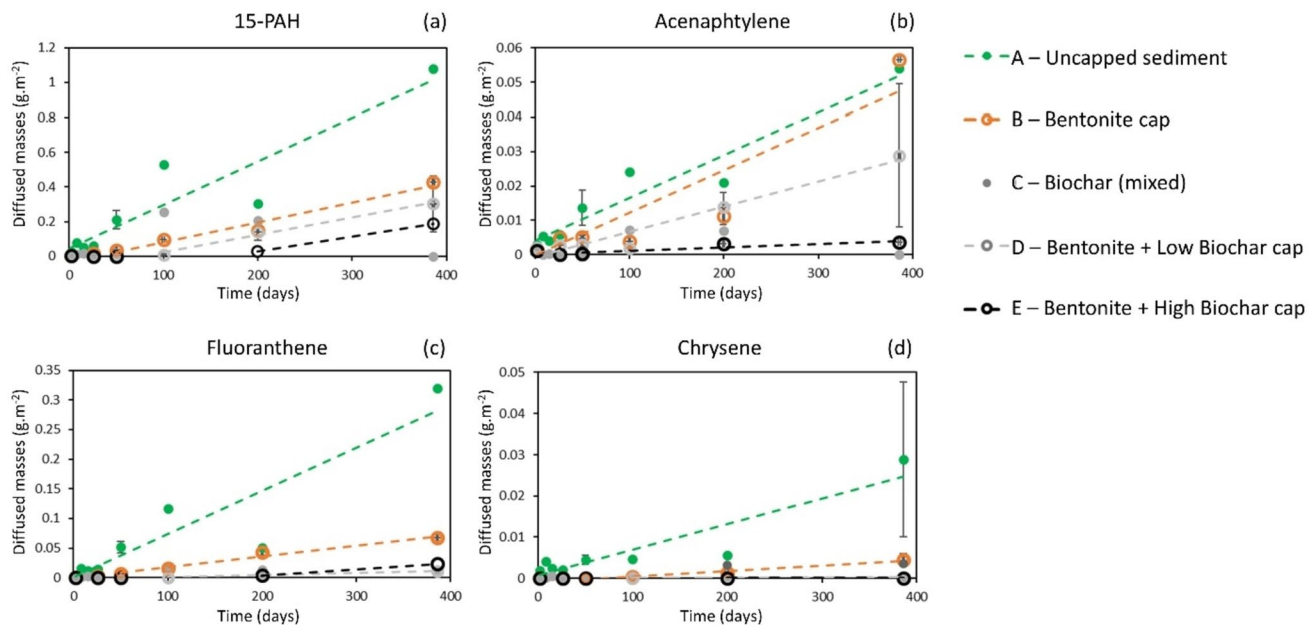 15-PAH (a)
Diffused masses (g.m⁻²)
1.2
1
0.8
0.6
0.4
0.2
0
0 100 200 300 400
Time (days)
Acenaphtylene (b)
Diffused masses (g.m⁻²)
0.06
0.05
0.04
0.03
0.02
0.01
0
0 100 200 300 400
Time (days)
A – Uncapped sediment
B – Bentonite cap
C – Biochar (mixed)
D – Bentonite + Low Biochar cap
E – Bentonite + High Biochar cap
Fluoranthene (c)
Diffused masses (g.m⁻²)
0.35
0.3
0.25
0.2
0.15
0.1
0.05
0
0 100 200 300 400
Time (days)
Chrysene (d)
Diffused masses (g.m⁻²)
0.05
0.04
0.03
0.02
0.01
0
0 100 200 300 400
Time (days)